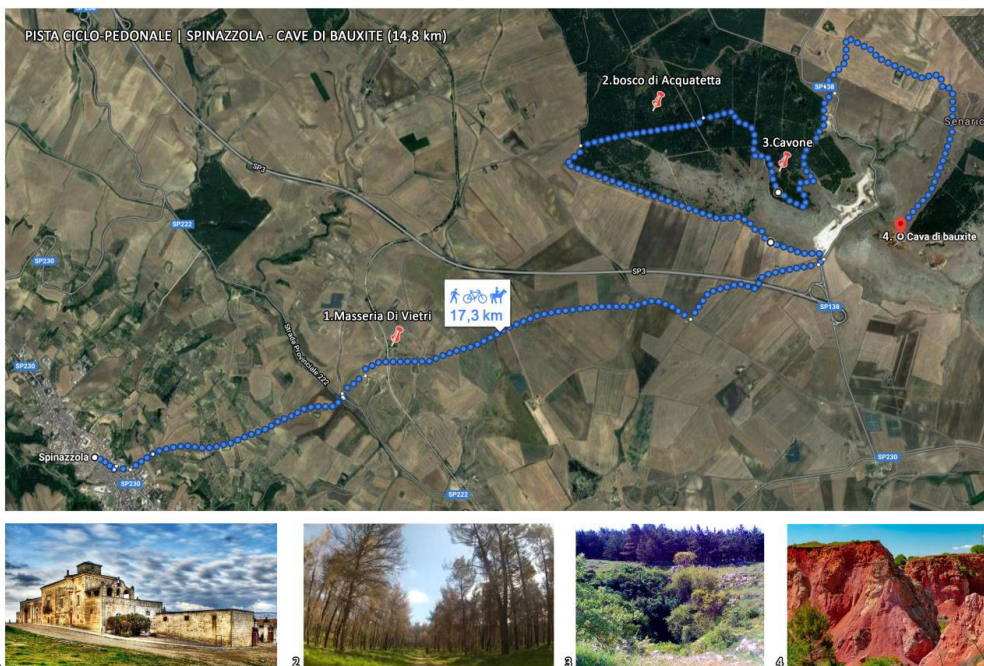 PISTA CICLO-PEDONALE | SPINAZZOLA - CAVE DI BAUXITE (14,8 km)
2.bosco di Acquatetta
SP138
3.Cavone
SP3
SP222
4. Cava di bauxite
SP230
SP3
17,3 km
SP138
1.Masseria Di Vietri
Strada Provinciale 222
SP230
Spinazzola
SP230
SP230
SP222
2
3
4